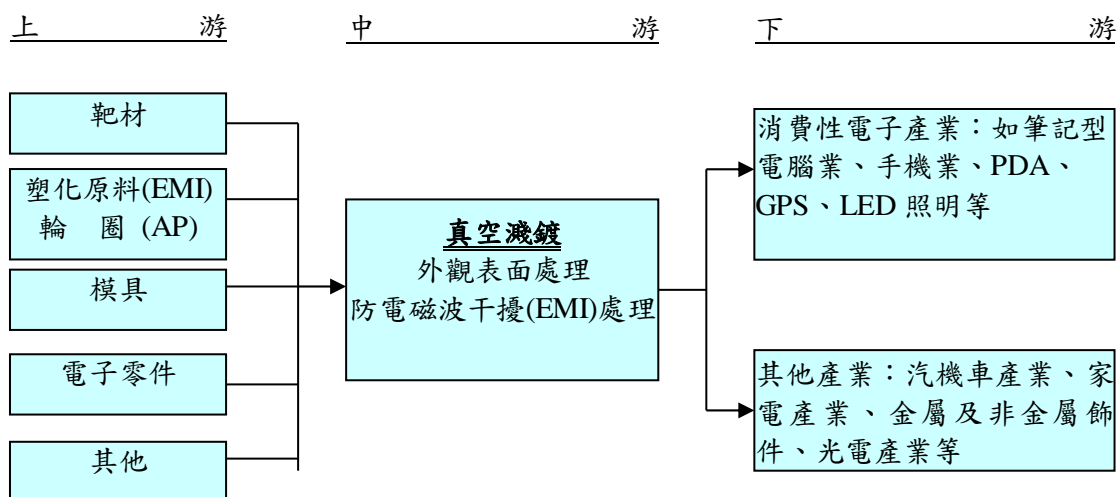 上 游
中 游
下 游
靶材
塑化原料(EMI)
輪 圈 (AP)
模具
電子零件
其他
真空濺鍍
外觀表面處理
防電磁波干擾(EMI)處理
消費性電子產業：如筆記型
電腦業、手機業、PDA、
GPS、LED 照明等
其他產業：汽機車產業、家
電產業、金屬及非金屬飾
件、光電產業等